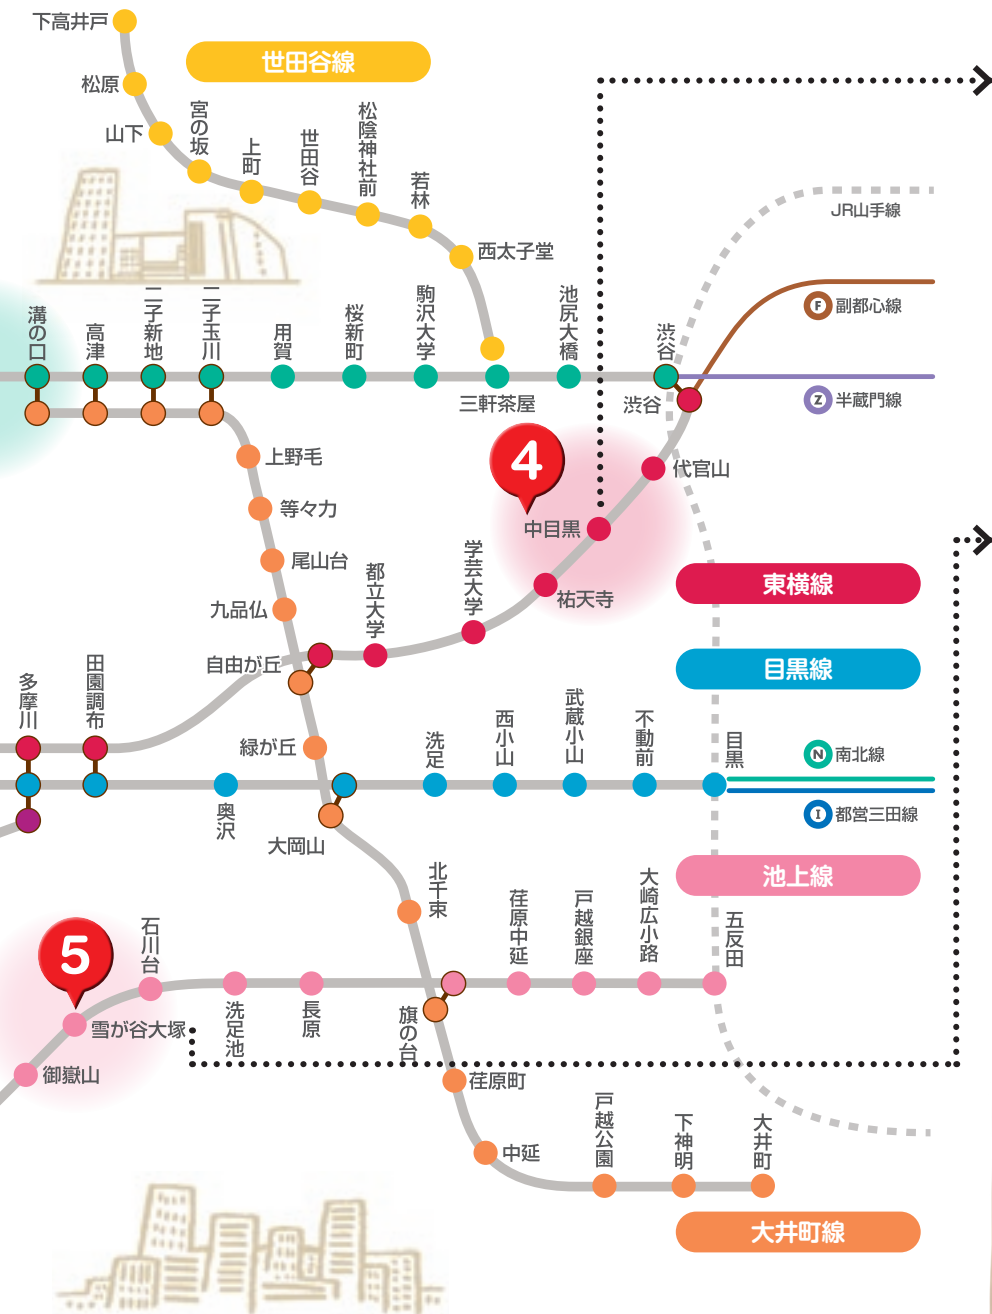 下高井戸
松原
山下
宮の坂
上町
世田谷
松陰神社前
若林
西太子堂
世田谷線
JR山手線
F
副都心線
Z
半蔵門線
溝の口
高津
二子新地
二子玉川
用賀
桜新町
駒沢大学
三軒茶屋
池尻大橋
渋谷
渋谷
代官山
4
中目黒
祐天寺
学芸大学
都立大学
自由が丘
田園調布
多摩川
東横線
上野毛
等々力
尾山台
九品仏
緑が丘
大岡山
目黒線
奥沢
洗足
西小山
武蔵小山
不動前
目黒
N
南北線
I
都営三田線
池上線
北千束
旗の台
荏原中延
戸越銀座
大崎広小路
五反田
5
石川台
雪が谷大塚
御嶽山
洗足池
長原
荏原町
中延
戸越公園
下神明
大井町
大井町線